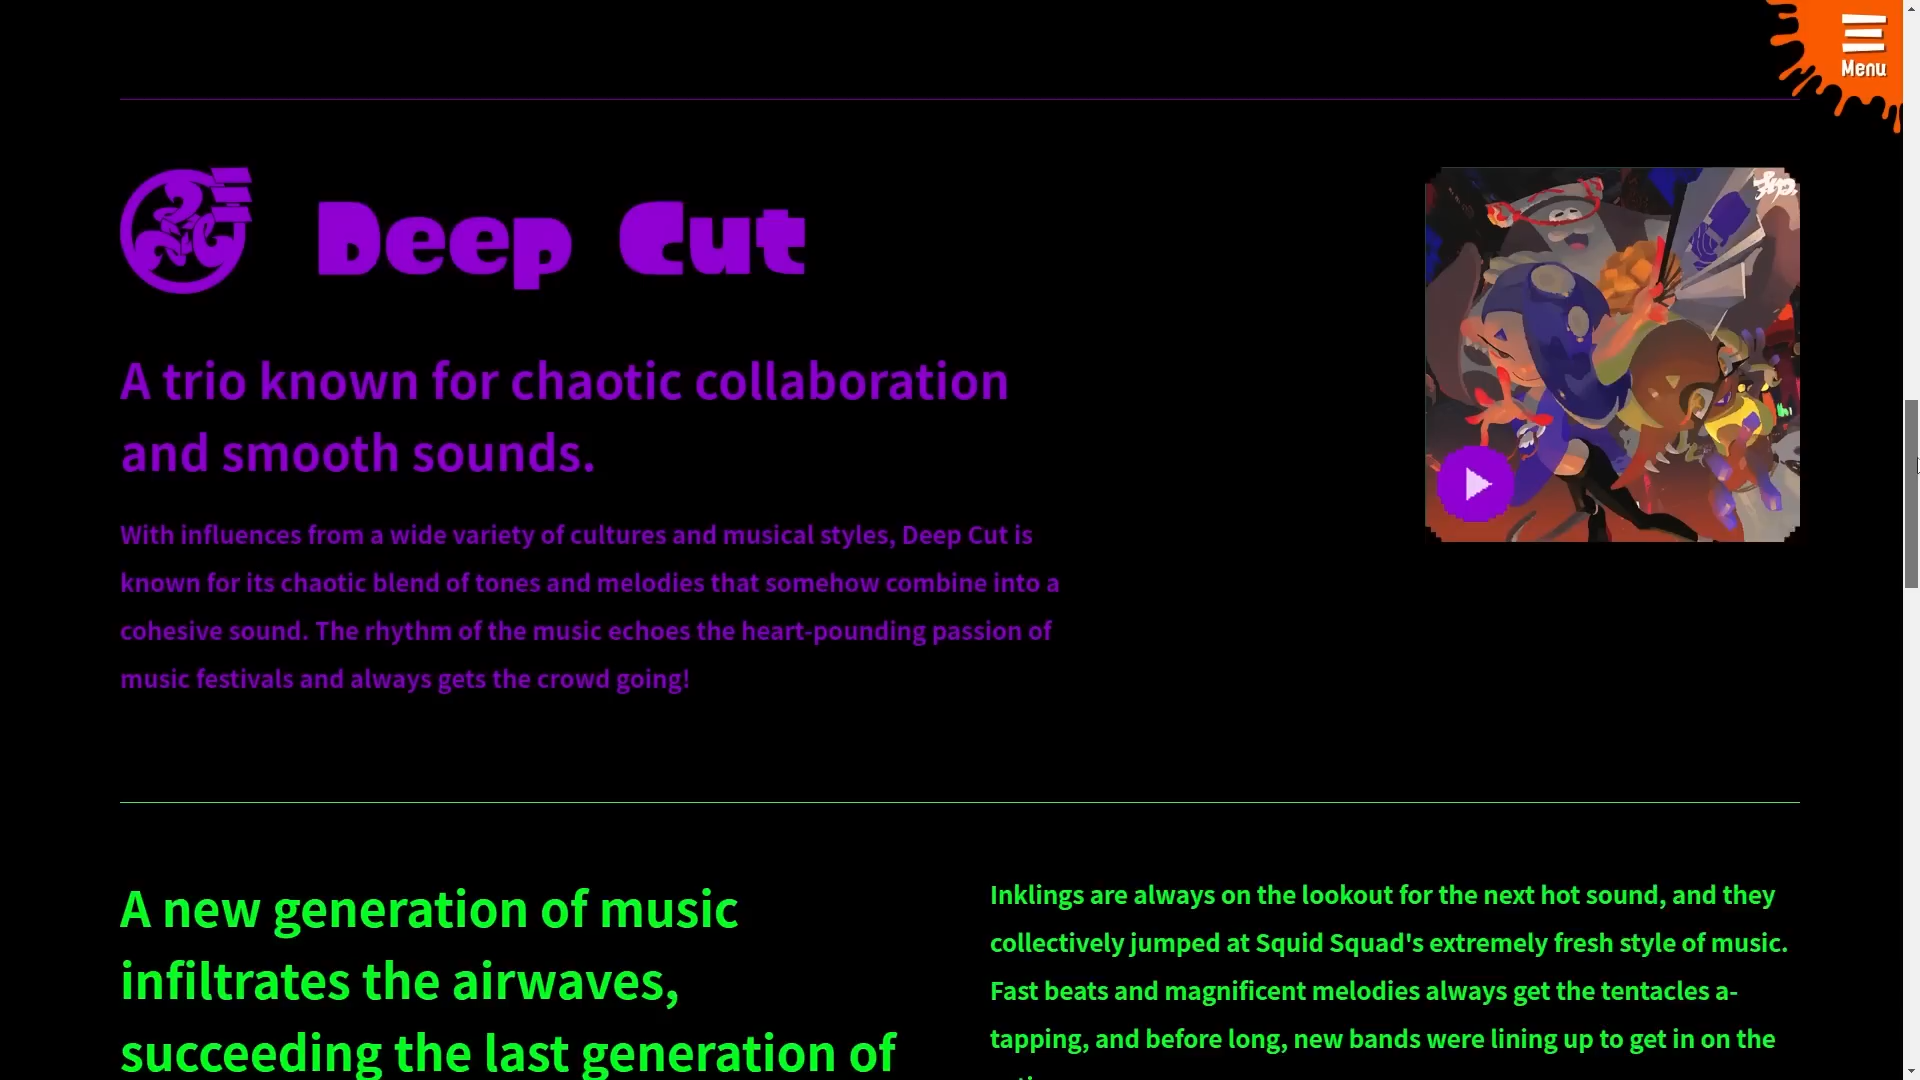 Menu
Deep Cut
A trio known for chaotic collaboration
and smooth sounds.
With influences from a wide variety of cultures and musical styles, Deep Cut is
known for its chaotic blend of tones and melodies that somehow combine into a
cohesive sound. The rhythm of the music echoes the heart-pounding passion of
music festivals and always gets the crowd going!
A new generation of music
infiltrates the airwaves,
succeeding the last generation of
Inklings are always on the lookout for the next hot sound, and they
collectively jumped at Squid Squad's extremely fresh style of music.
Fast beats and magnificent melodies always get the tentacles a-
tapping, and before long, new bands were lining up to get in on the